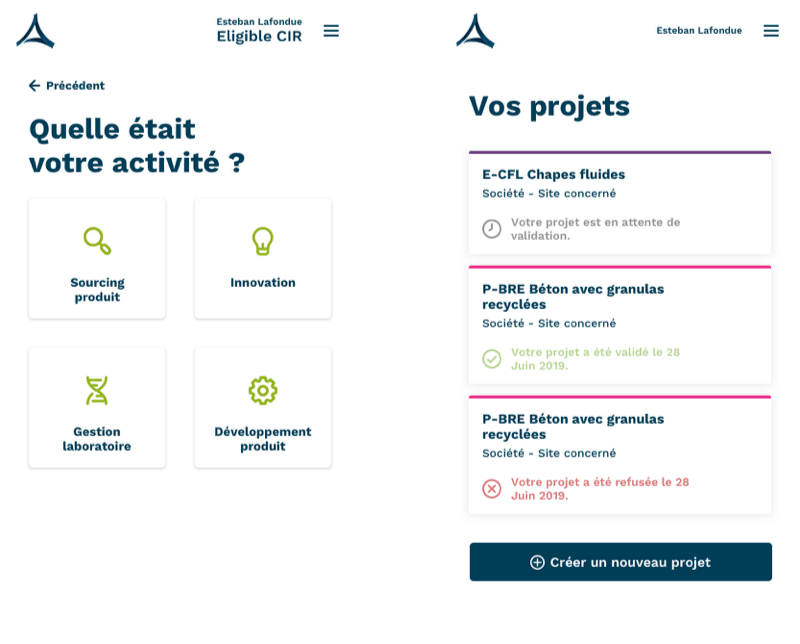 Esteban Lafondue
Eligible CIR
Précédent
Quelle était
votre activité ?
Sourcing
produit
Innovation
Gestion
laboratoire
Développement
produit
Esteban Lafondue
Vos projets
E-CFL Chapes fluides
Société - Site concerné
Votre projet est en attente de
validation.
P-BRE Béton avec granulas
recyclées
Société - Site concerné
Votre projet a été validé le 28
Juin 2019.
P-BRE Béton avec granulas
recyclées
Société - Site concerné
Votre projet a été refusée le 28
Juin 2019.
Créer un nouveau projet